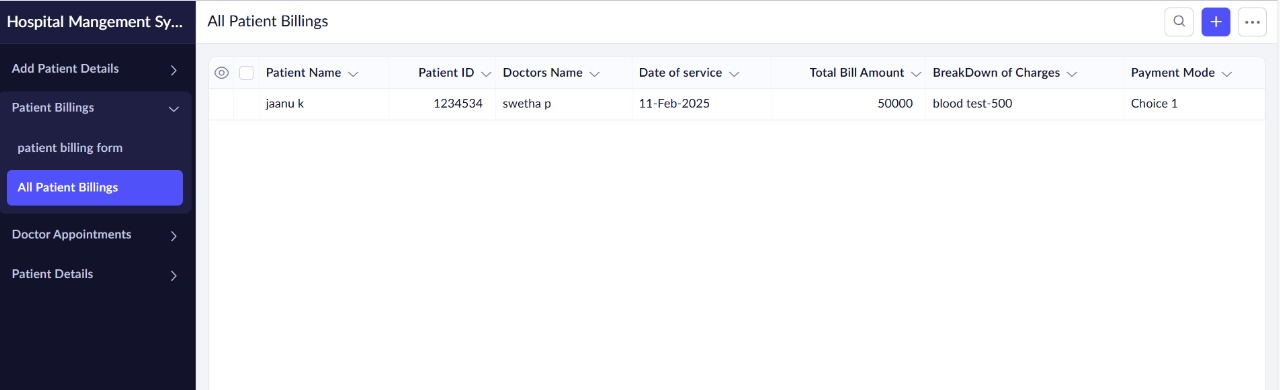 Hospital Mangement Sy...
All Patient Billings
Add Patient Details
Patient Billings
patient billing form
All Patient Billings
Doctor Appointments
Patient Details
Patient Name Patient ID Doctors Name Date of service Total Bill Amount BreakDown of Charges Payment Mode
jaanu k 1234534 swetha p 11-Feb-2025 50000 blood test-500 Choice 1